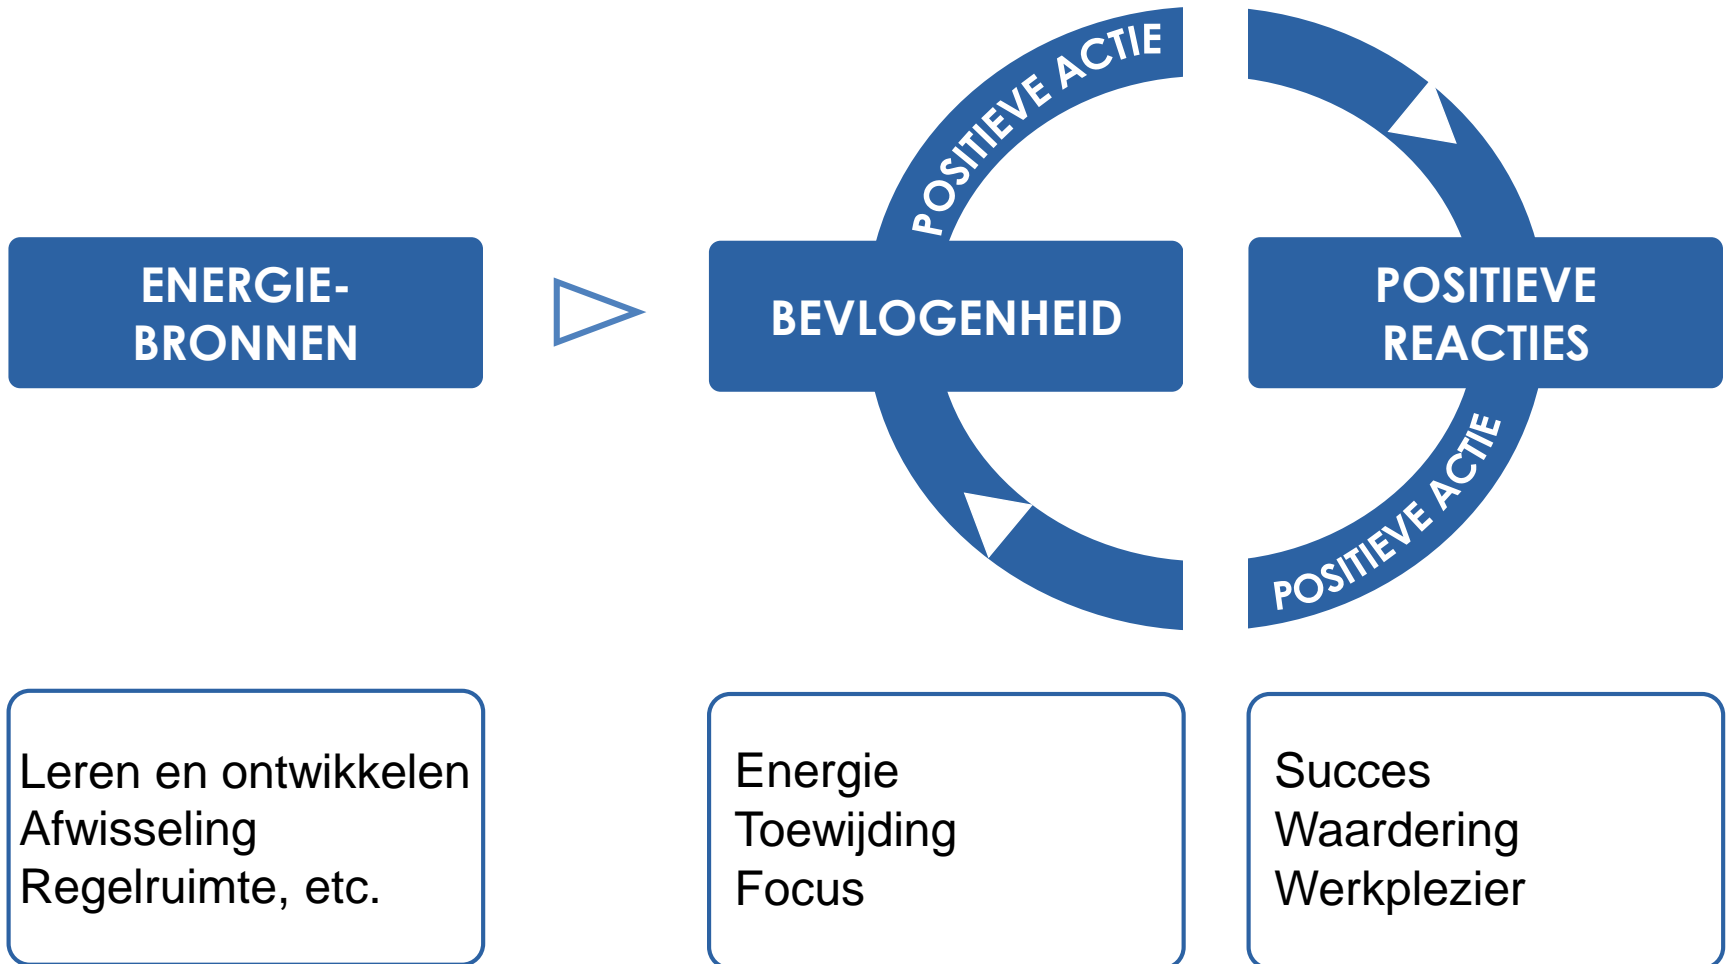 POSITIEVE ACTIE
ENERGIE-
BRONNEN
BEVLOGENHEID
POSITIEVE
REACTIES
POSITIEVE ACTIE
Leren en ontwikkelen
Afwisseling
Regelruimte, etc.
Energie
Toewijding
Focus
Succes
Waardering
Werkplezier